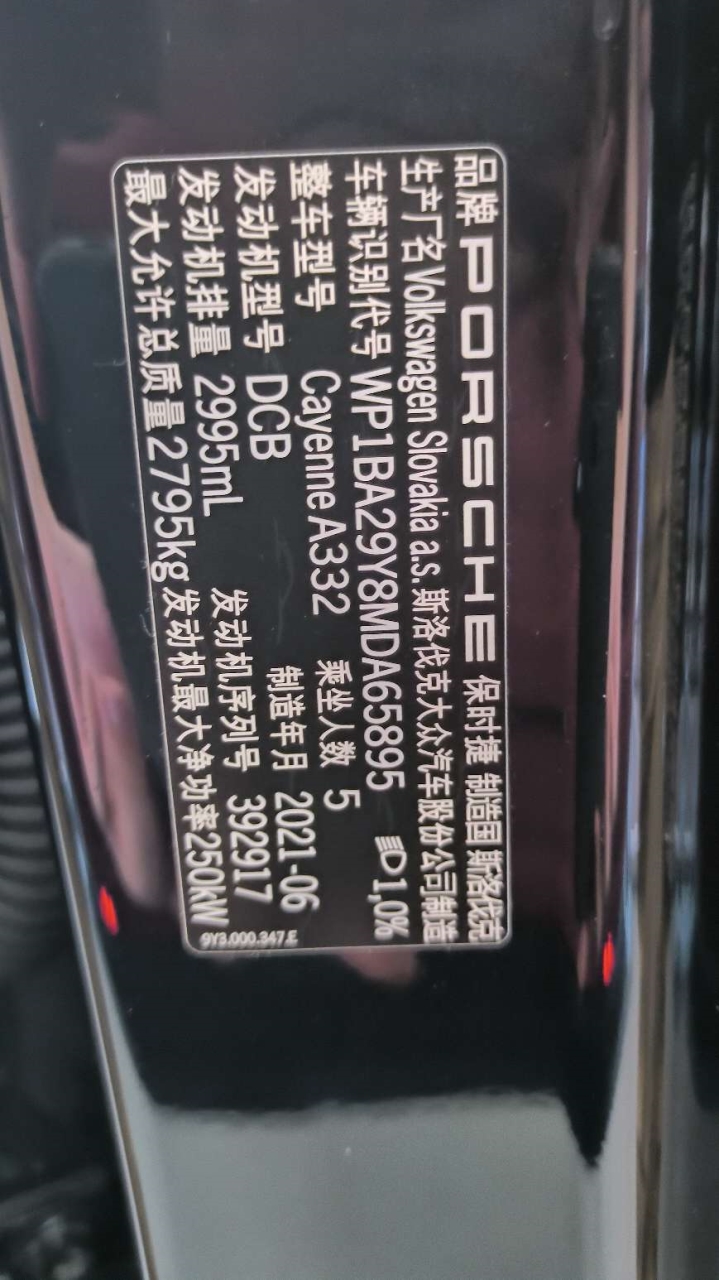 品牌 PORSCHE 保时捷 制造国 斯洛伐克
生产厂名 Volkswagen Slovakia a.s. 斯洛伐克大众汽车股份公司制造
车辆识别代号 WP1BA29Y8MDA65895 1,0%
整车型号 Cayenne A332 乘坐人数 5
发动机型号 DCB 制造年月 2021-06
发动机排量 2995mL 发动机序列号 392917
最大允许总质量 2795kg 发动机最大净功率 250kW
9Y3.000.347.E